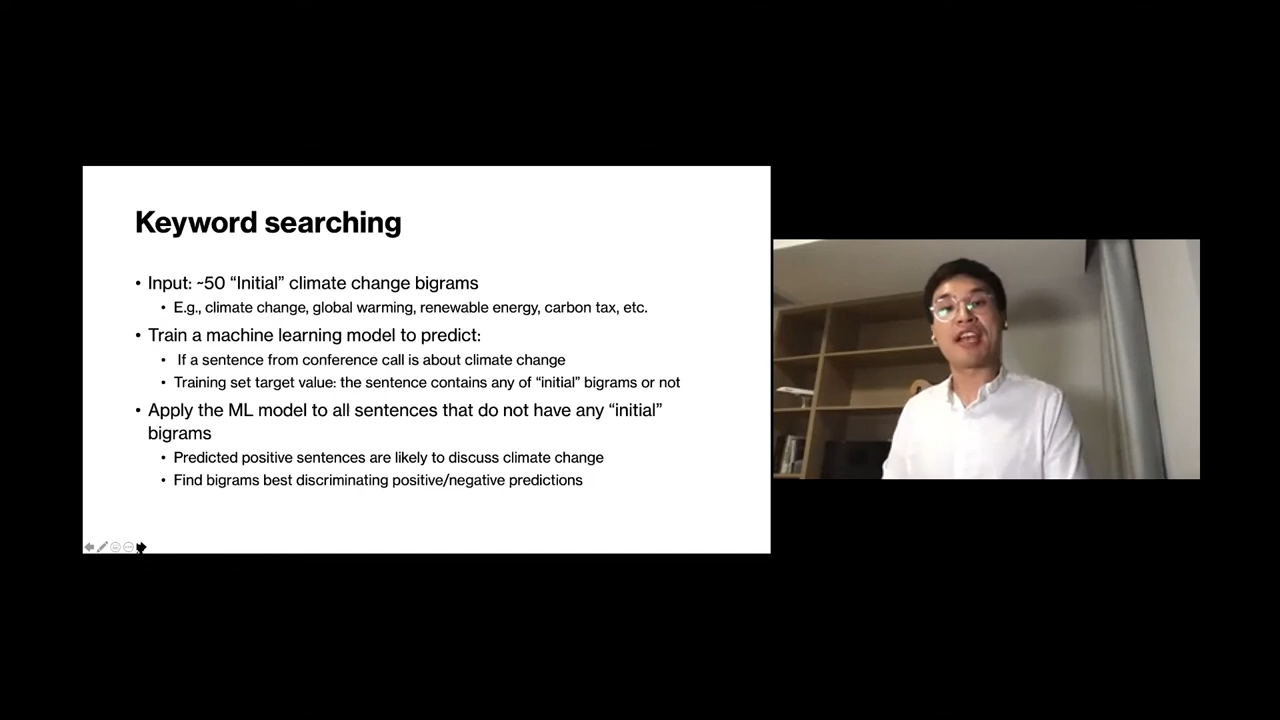 Keyword searching
• Input: ~50 “Initial” climate change bigrams
• E.g., climate change, global warming, renewable energy, carbon tax, etc.
• Train a machine learning model to predict:
• If a sentence from conference call is about climate change
• Training set target value: the sentence contains any of “initial” bigrams or not
• Apply the ML model to all sentences that do not have any “initial”
bigrams
• Predicted positive sentences are likely to discuss climate change
• Find bigrams best discriminating positive/negative predictions